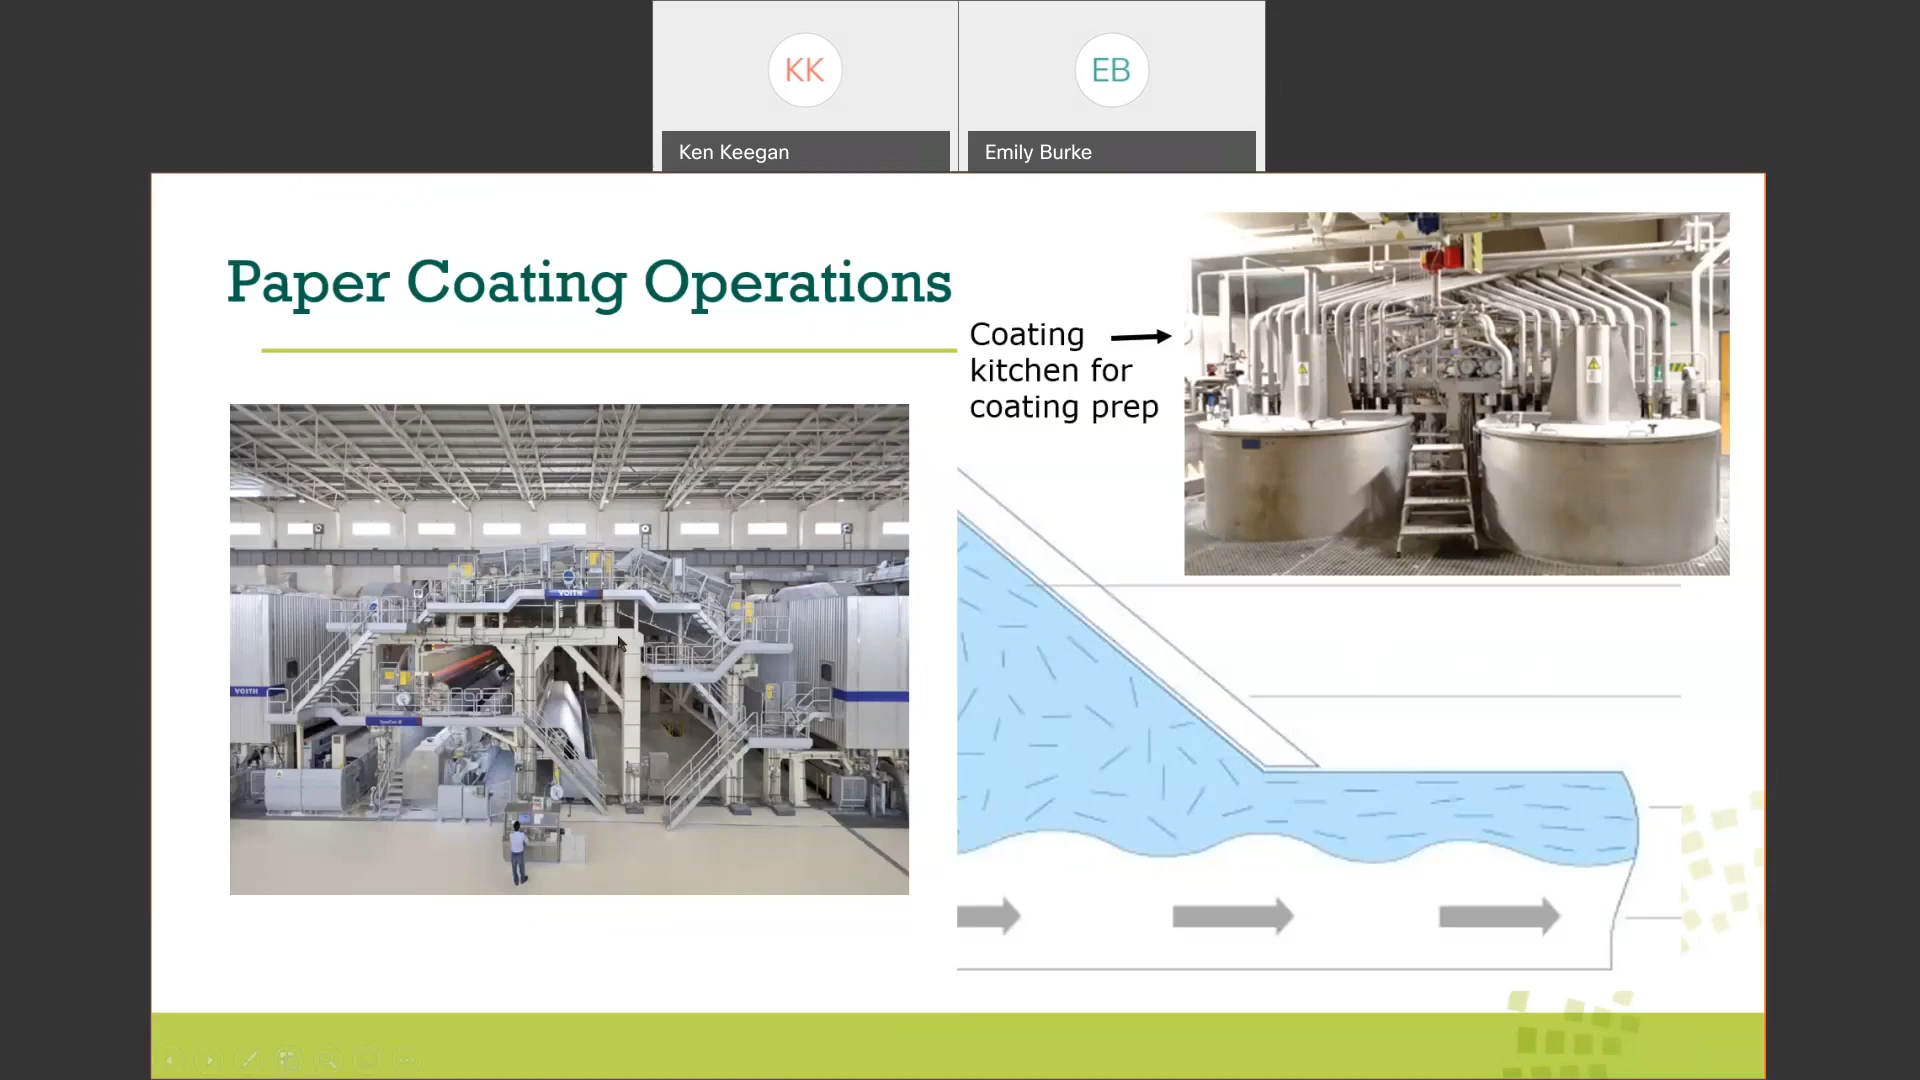 KK
EB
Ken Keegan
Emily Burke
Paper Coating Operations
Coating
kitchen for
coating prep
VOITH
VOITH